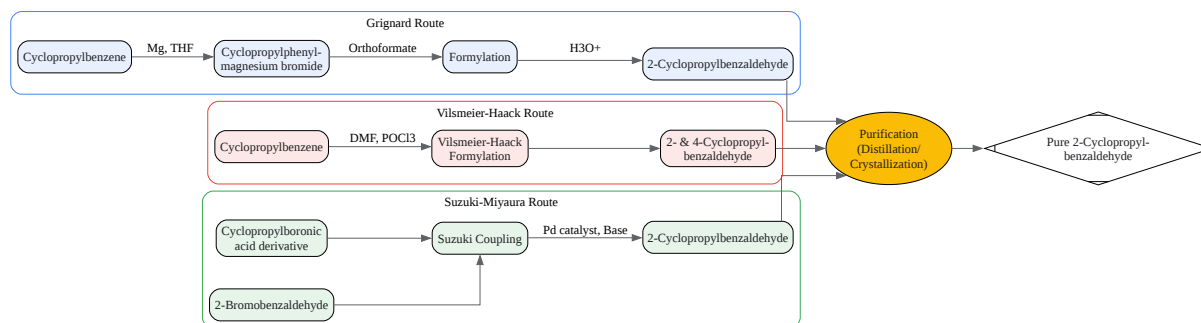 Grignard Route
Cyclopropylbenzene
Mg, THF
Cyclopropylphenyl-
magnesium bromide
Orthoformate
Formylation
H3O+
2-Cyclopropylbenzaldehyde
Vilsmeier-Haack Route
Cyclopropylbenzene
DMF, POCl3
Vilsmeier-Haack
Formylation
2- & 4-Cyclopropyl-
benzaldehyde
Purification
(Distillation/
Crystallization)
Pure 2-Cyclopropyl-
benzaldehyde
Suzuki-Miyaura Route
Cyclopropylboronic
acid derivative
Suzuki Coupling
Pd catalyst, Base
2-Cyclopropylbenzaldehyde
2-Bromobenzaldehyde